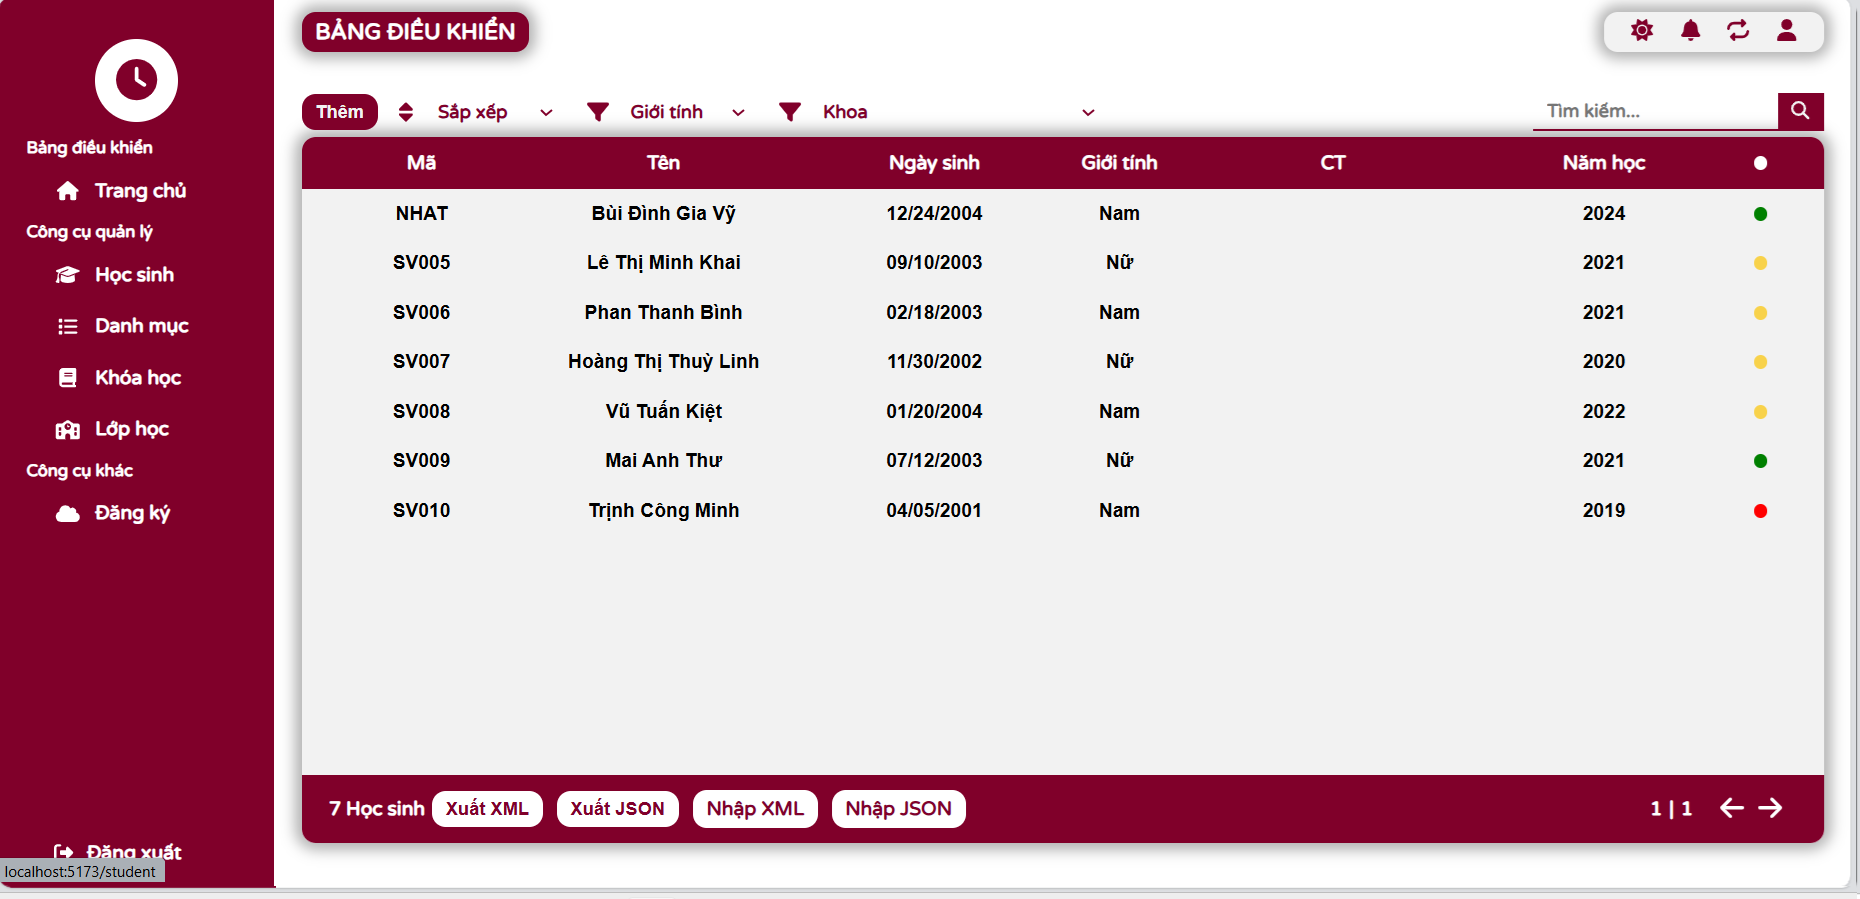 BẢNG ĐIỀU KHIỂN
Bảng điều khiển
Trang chủ
Công cụ quản lý
Học sinh
Danh mục
Khóa học
Lớp học
Công cụ khác
Đăng ký
Đăng xuất
localhost:5173/student
Thêm Sắp xếp Giới tính Khoa Tìm kiếm...
Mã Tên Ngày sinh Giới tính CT Năm học
NHAT Bùi Đình Gia Vỹ 12/24/2004 Nam 2024
SV005 Lê Thị Minh Khai 09/10/2003 Nữ 2021
SV006 Phan Thanh Bình 02/18/2003 Nam 2021
SV007 Hoàng Thị Thuỳ Linh 11/30/2002 Nữ 2020
SV008 Vũ Tuấn Kiệt 01/20/2004 Nam 2022
SV009 Mai Anh Thư 07/12/2003 Nữ 2021
SV010 Trịnh Công Minh 04/05/2001 Nam 2019
7 Học sinh Xuất XML Xuất JSON Nhập XML Nhập JSON 1 | 1